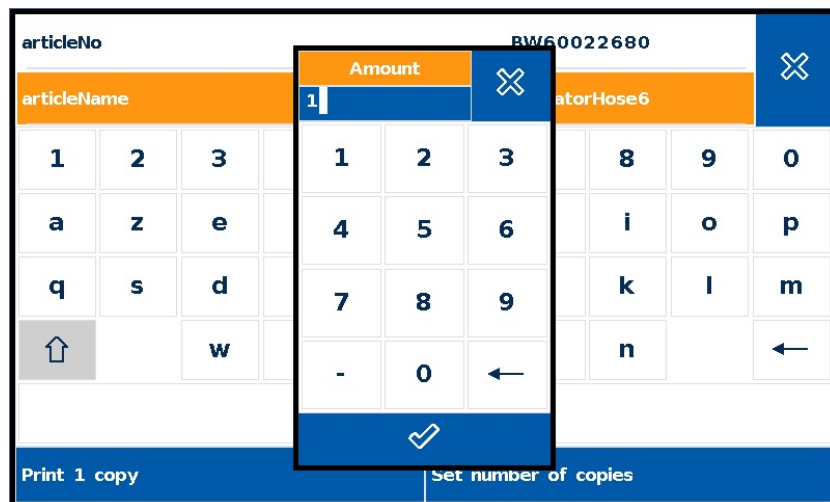 articleNo BW60022680
Amount
1
articleName atorHose6
1 2 3 1 2 3 8 9 0
a z e 4 5 6 i o p
q s d 7 8 9 k l m
w - 0 n
Print 1 copy Set number of copies